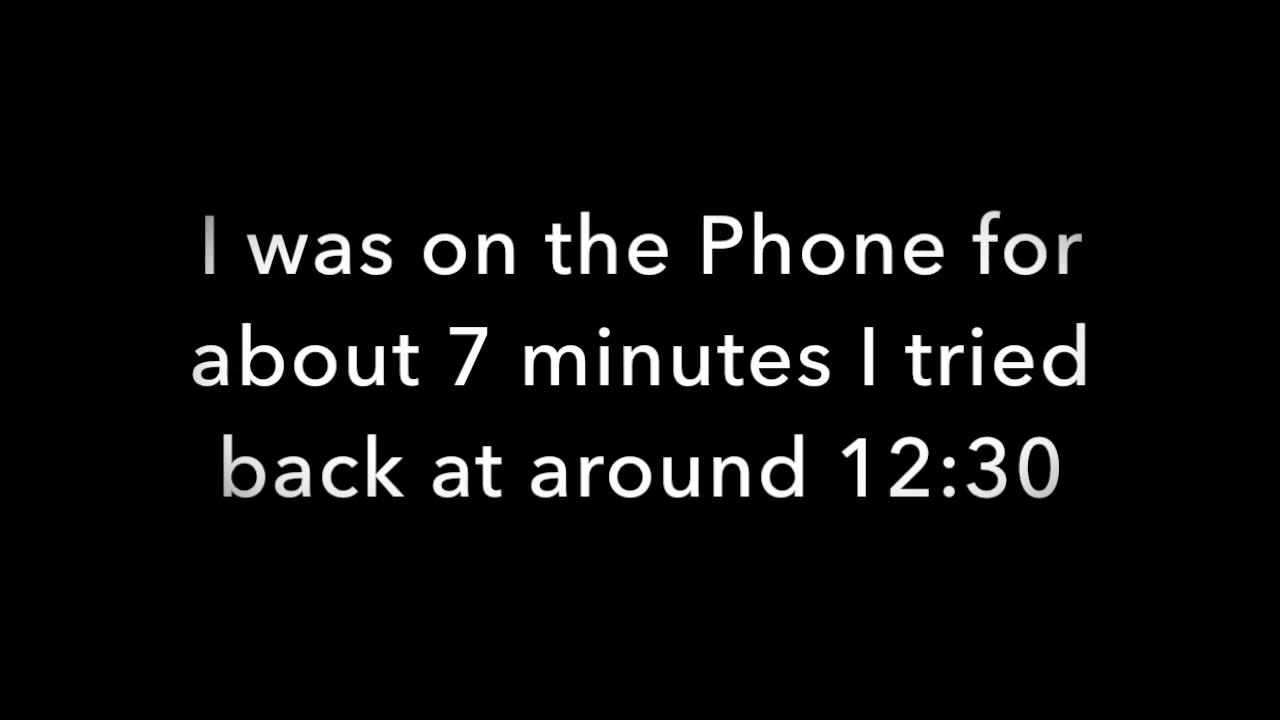 I was on the Phone for
about 7 minutes I tried
back at around 12:30